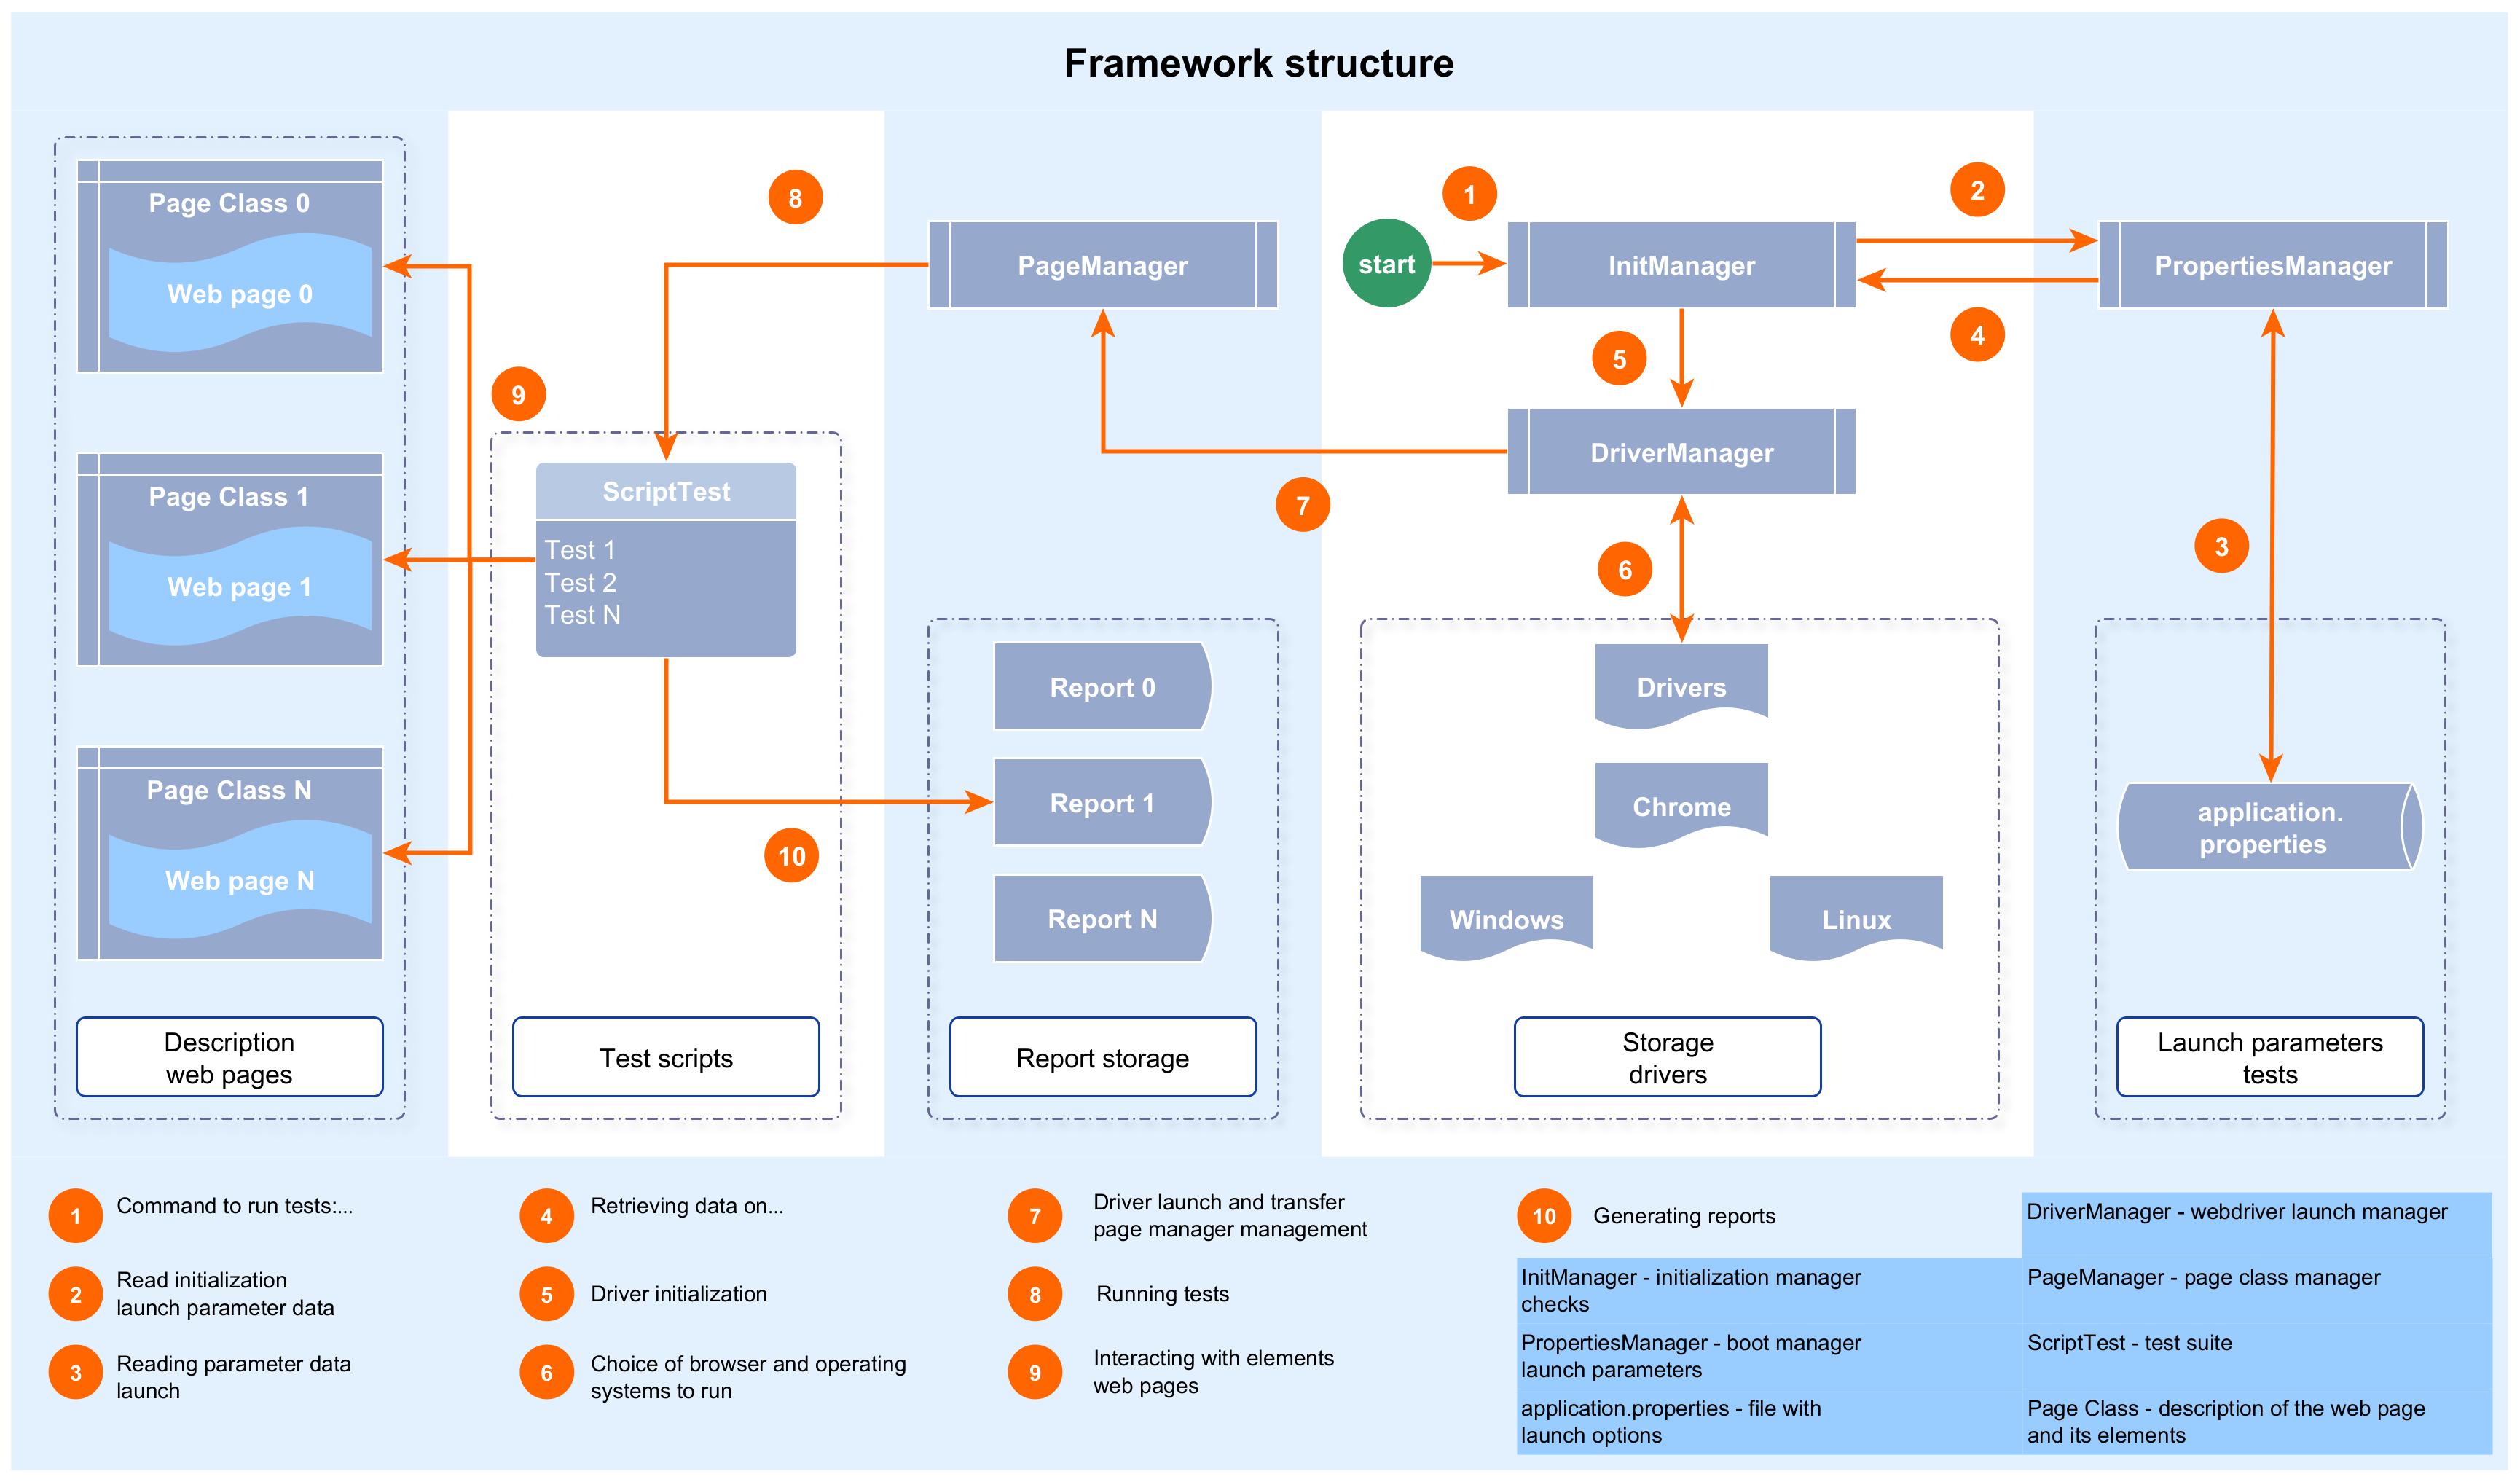 Framework structure
Page Class 0
Web page 0
Page Class 1
Web page 1
Page Class N
Web page N
Description
web pages
9
8
ScriptTest
Test 1
Test 2
Test N
10
Test scripts
PageManager
7
Report 0
Report 1
Report N
Report storage
start
1
InitManager
5
DriverManager
6
Drivers
Chrome
Windows
Linux
Storage
drivers
2
4
PropertiesManager
3
application.
properties
Launch parameters
tests
1
Command to run tests:...
2
Read initialization
launch parameter data
3
Reading parameter data
launch
4
Retrieving data on...
5
Driver initialization
6
Choice of browser and operating
systems to run
7
Driver launch and transfer
page manager management
8
Running tests
9
Interacting with elements
web pages
10
Generating reports
InitManager - initialization manager
checks
PropertiesManager - boot manager
launch parameters
application.properties - file with
launch options
DriverManager - webdriver launch manager
PageManager - page class manager
ScriptTest - test suite
Page Class - description of the web page
and its elements